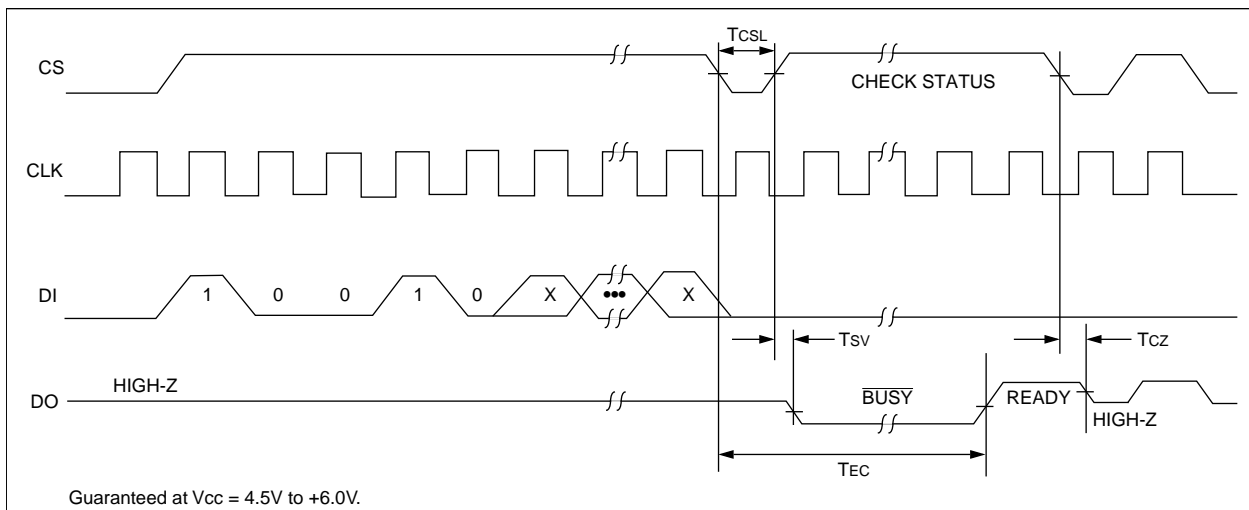 TCSL
CS
CHECK STATUS
CLK
DI
1 0 0 1 0 X ••• X
TSV
TCZ
HIGH-Z
DO
BUSY
READY
HIGH-Z
TEC
Guaranteed at Vcc = 4.5V to +6.0V.